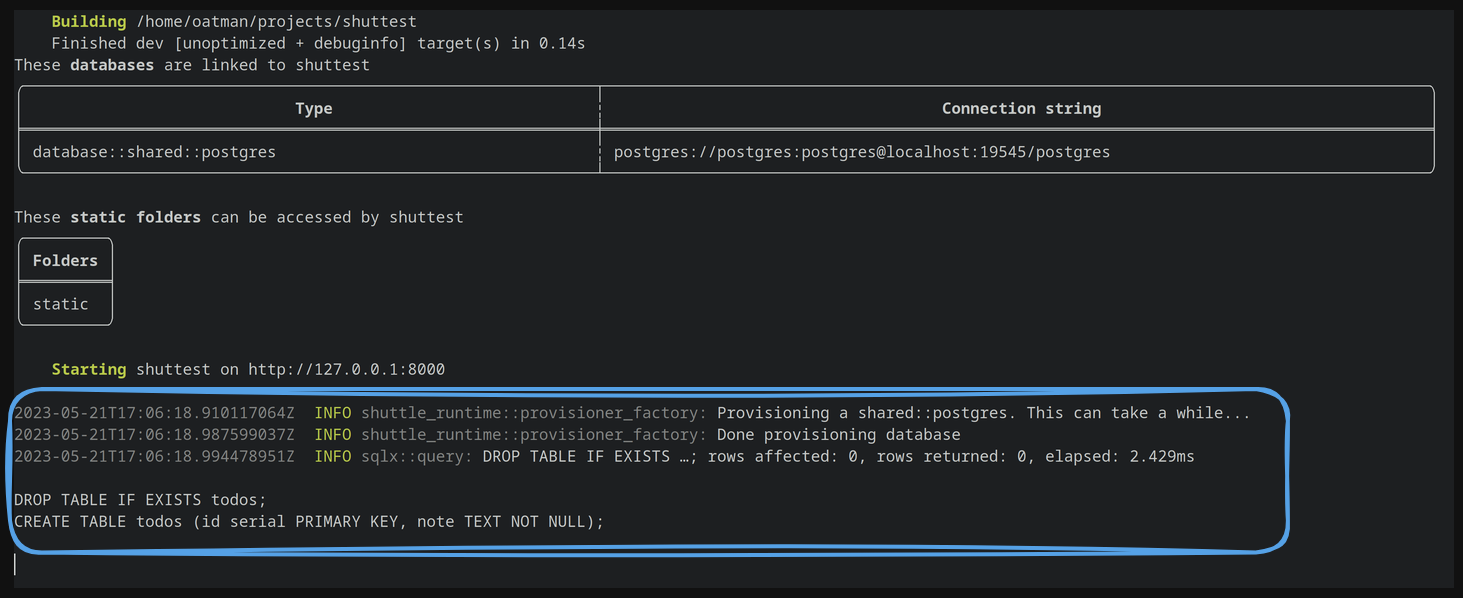 Building /home/oatman/projects/shuttest
Finished dev [unoptimized + debuginfo] target(s) in 0.14s
These databases are linked to shuttest
Type Connection string
database::shared::postgres postgres://postgres:postgres@localhost:19545/postgres
These static folders can be accessed by shuttest
Folders
static
Starting shuttest on http://127.0.0.1:8000
2023-05-21T17:06:18.910117064Z INFO shuttle_runtime::provisioner_factory: Provisioning a shared::postgres. This can take a while...
2023-05-21T17:06:18.987599037Z INFO shuttle_runtime::provisioner_factory: Done provisioning database
2023-05-21T17:06:18.994478951Z INFO sqlx::query: DROP TABLE IF EXISTS …; rows affected: 0, rows returned: 0, elapsed: 2.429ms
DROP TABLE IF EXISTS todos;
CREATE TABLE todos (id serial PRIMARY KEY, note TEXT NOT NULL);